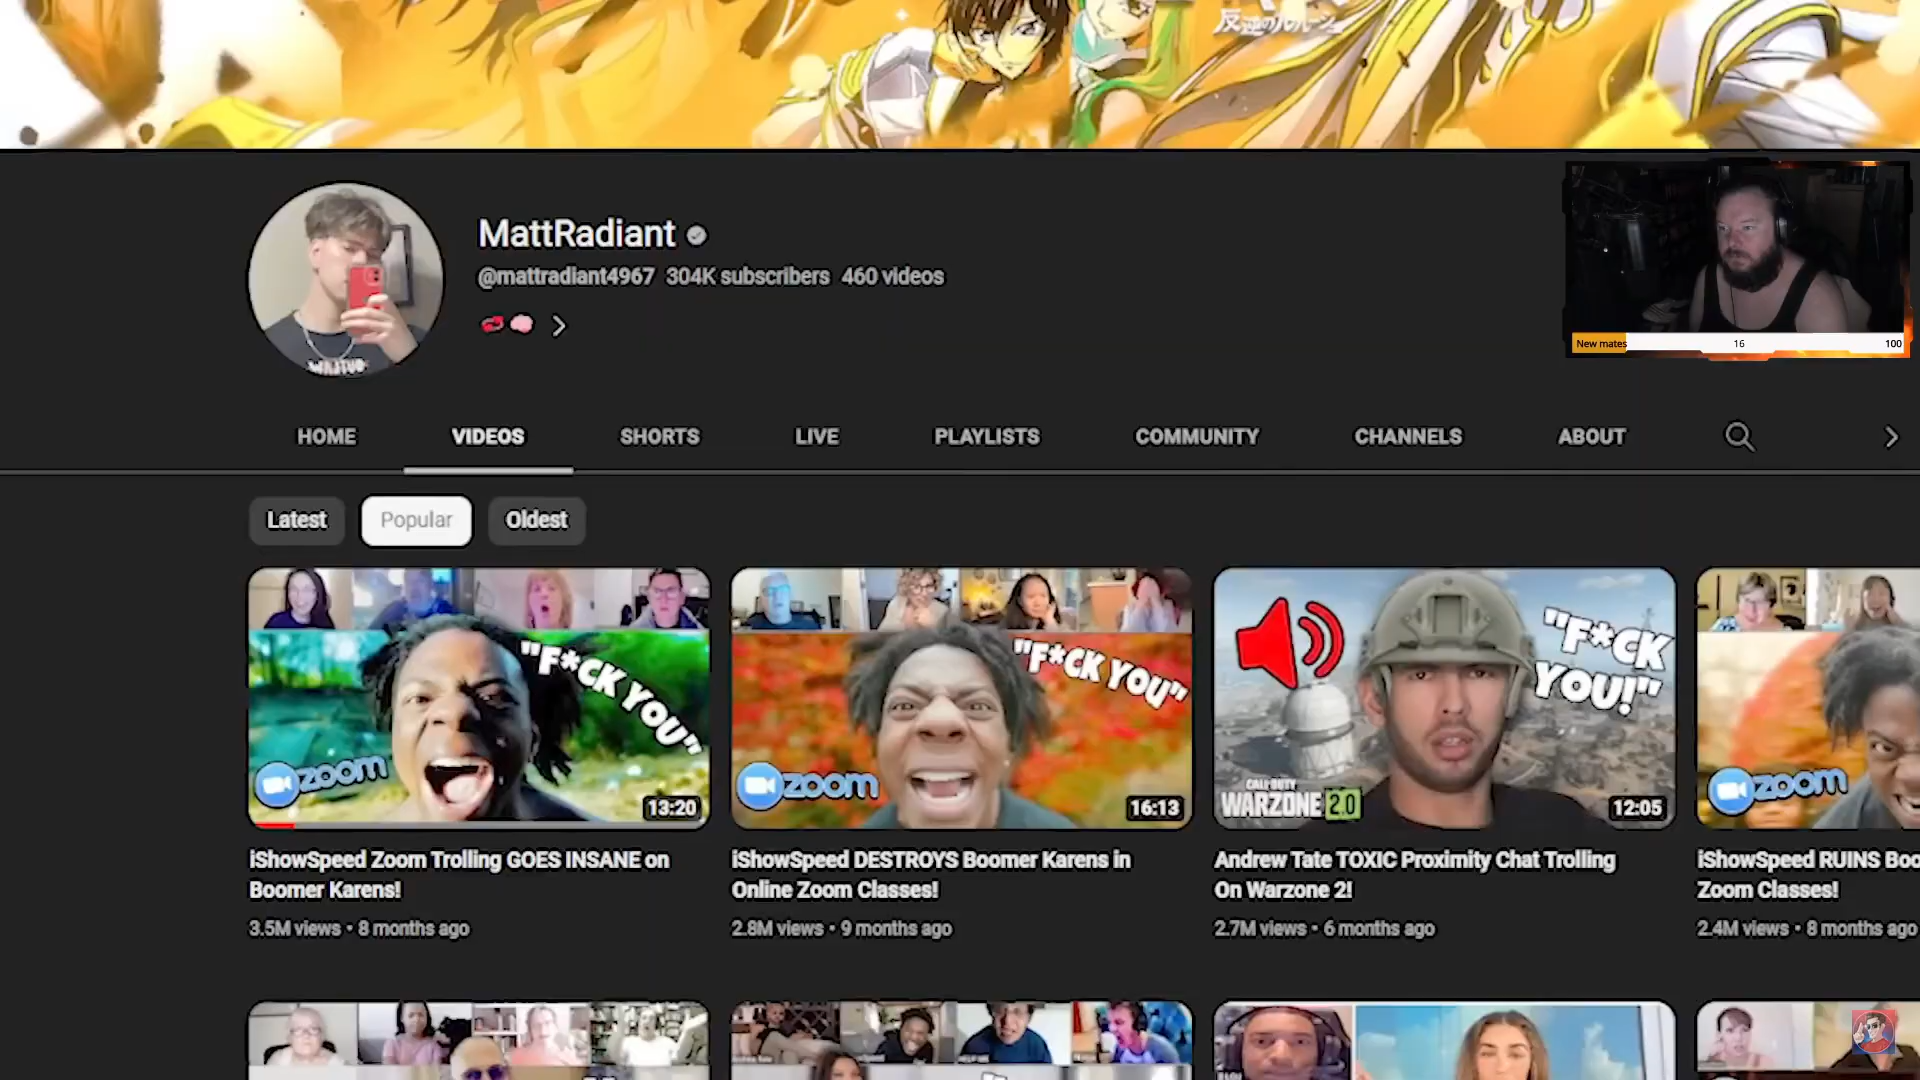 反逆のルルーシュ
MattRadiant
@mattradiant4967 304K subscribers 460 videos
New mates 16 100
HOME VIDEOS SHORTS LIVE PLAYLISTS COMMUNITY CHANNELS ABOUT
Latest Popular Oldest
"F*CK YOU"
zoom
13:20
"F*CK YOU"
zoom
16:13
"F*CK
YOU!"
CALL OF DUTY
WARZONE 2.0
12:05
zoom
iShowSpeed Zoom Trolling GOES INSANE on
Boomer Karens!
3.5M views • 8 months ago
iShowSpeed DESTROYS Boomer Karens in
Online Zoom Classes!
2.8M views • 9 months ago
Andrew Tate TOXIC Proximity Chat Trolling
On Warzone 2!
2.7M views • 6 months ago
iShowSpeed RUINS Boo
Zoom Classes!
2.4M views • 8 months ago